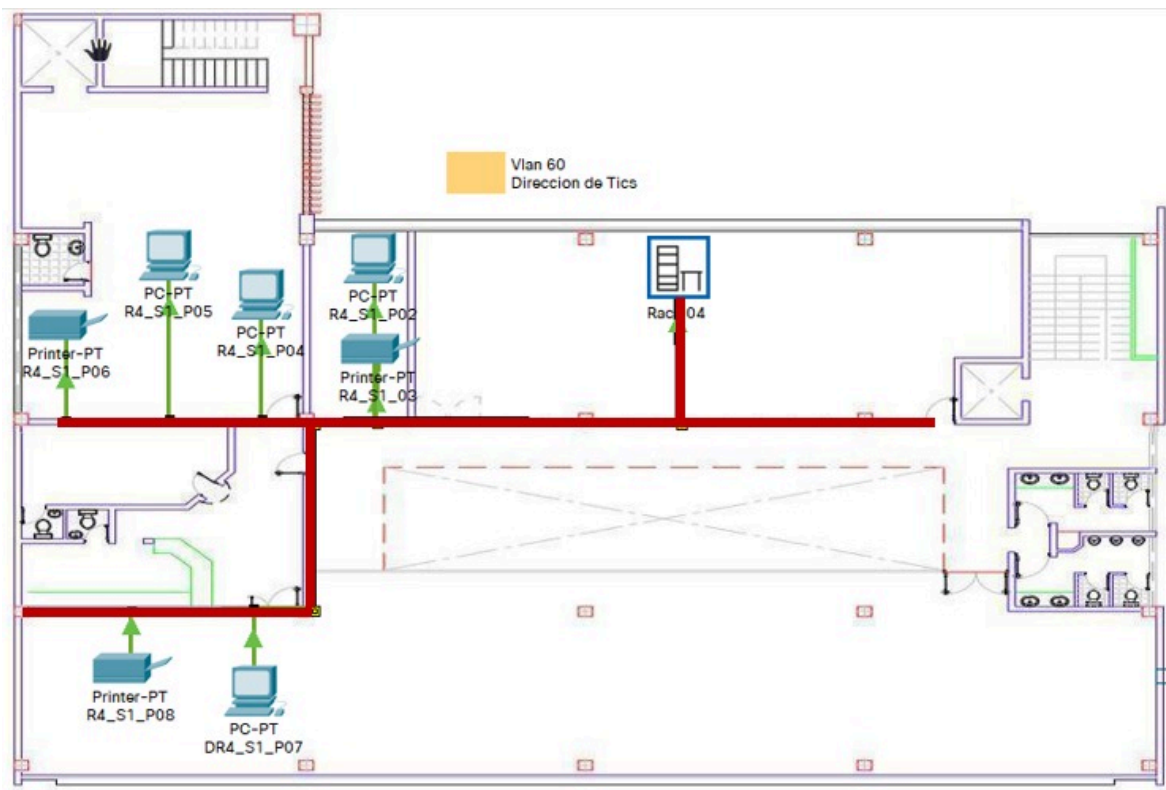 Vlan 60
Direccion de Tics
PC-PT
R4_S1_P05
PC-PT
R4_S1_P04
PC-PT
R4_S1_P02
Printer-PT
R4_S1_P06
Printer-PT
R4_S1_03
Printer-PT
R4_S1_P08
PC-PT
DR4_S1_P07